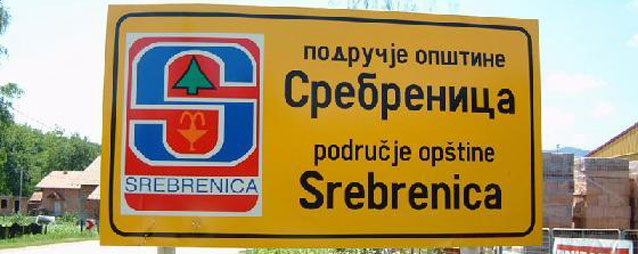 подручје општине
Сребреница
područje opštine
Srebrenica
SREBRENICA